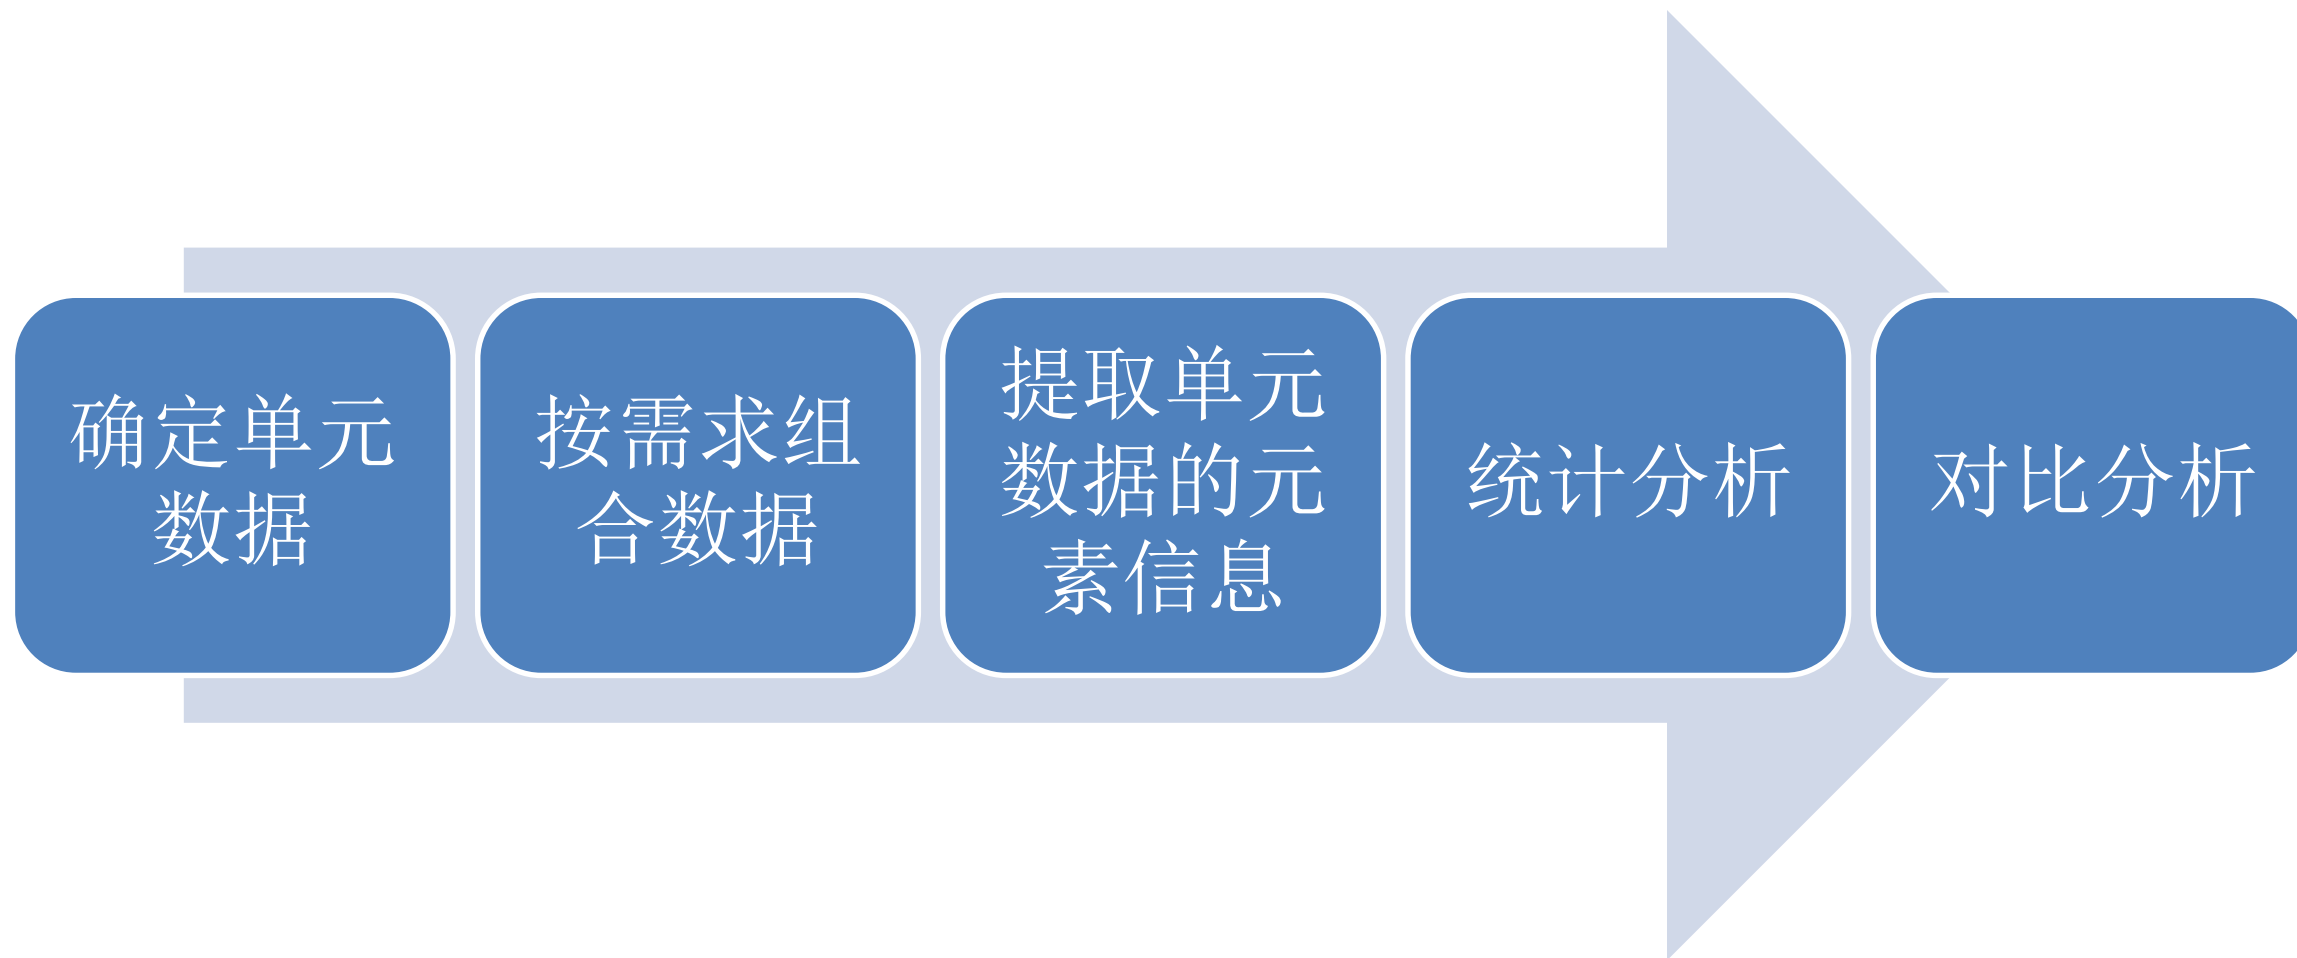 确定单元
数据
按需求组
合数据
提取单元
数据的元
素信息
统计分析
对比分析